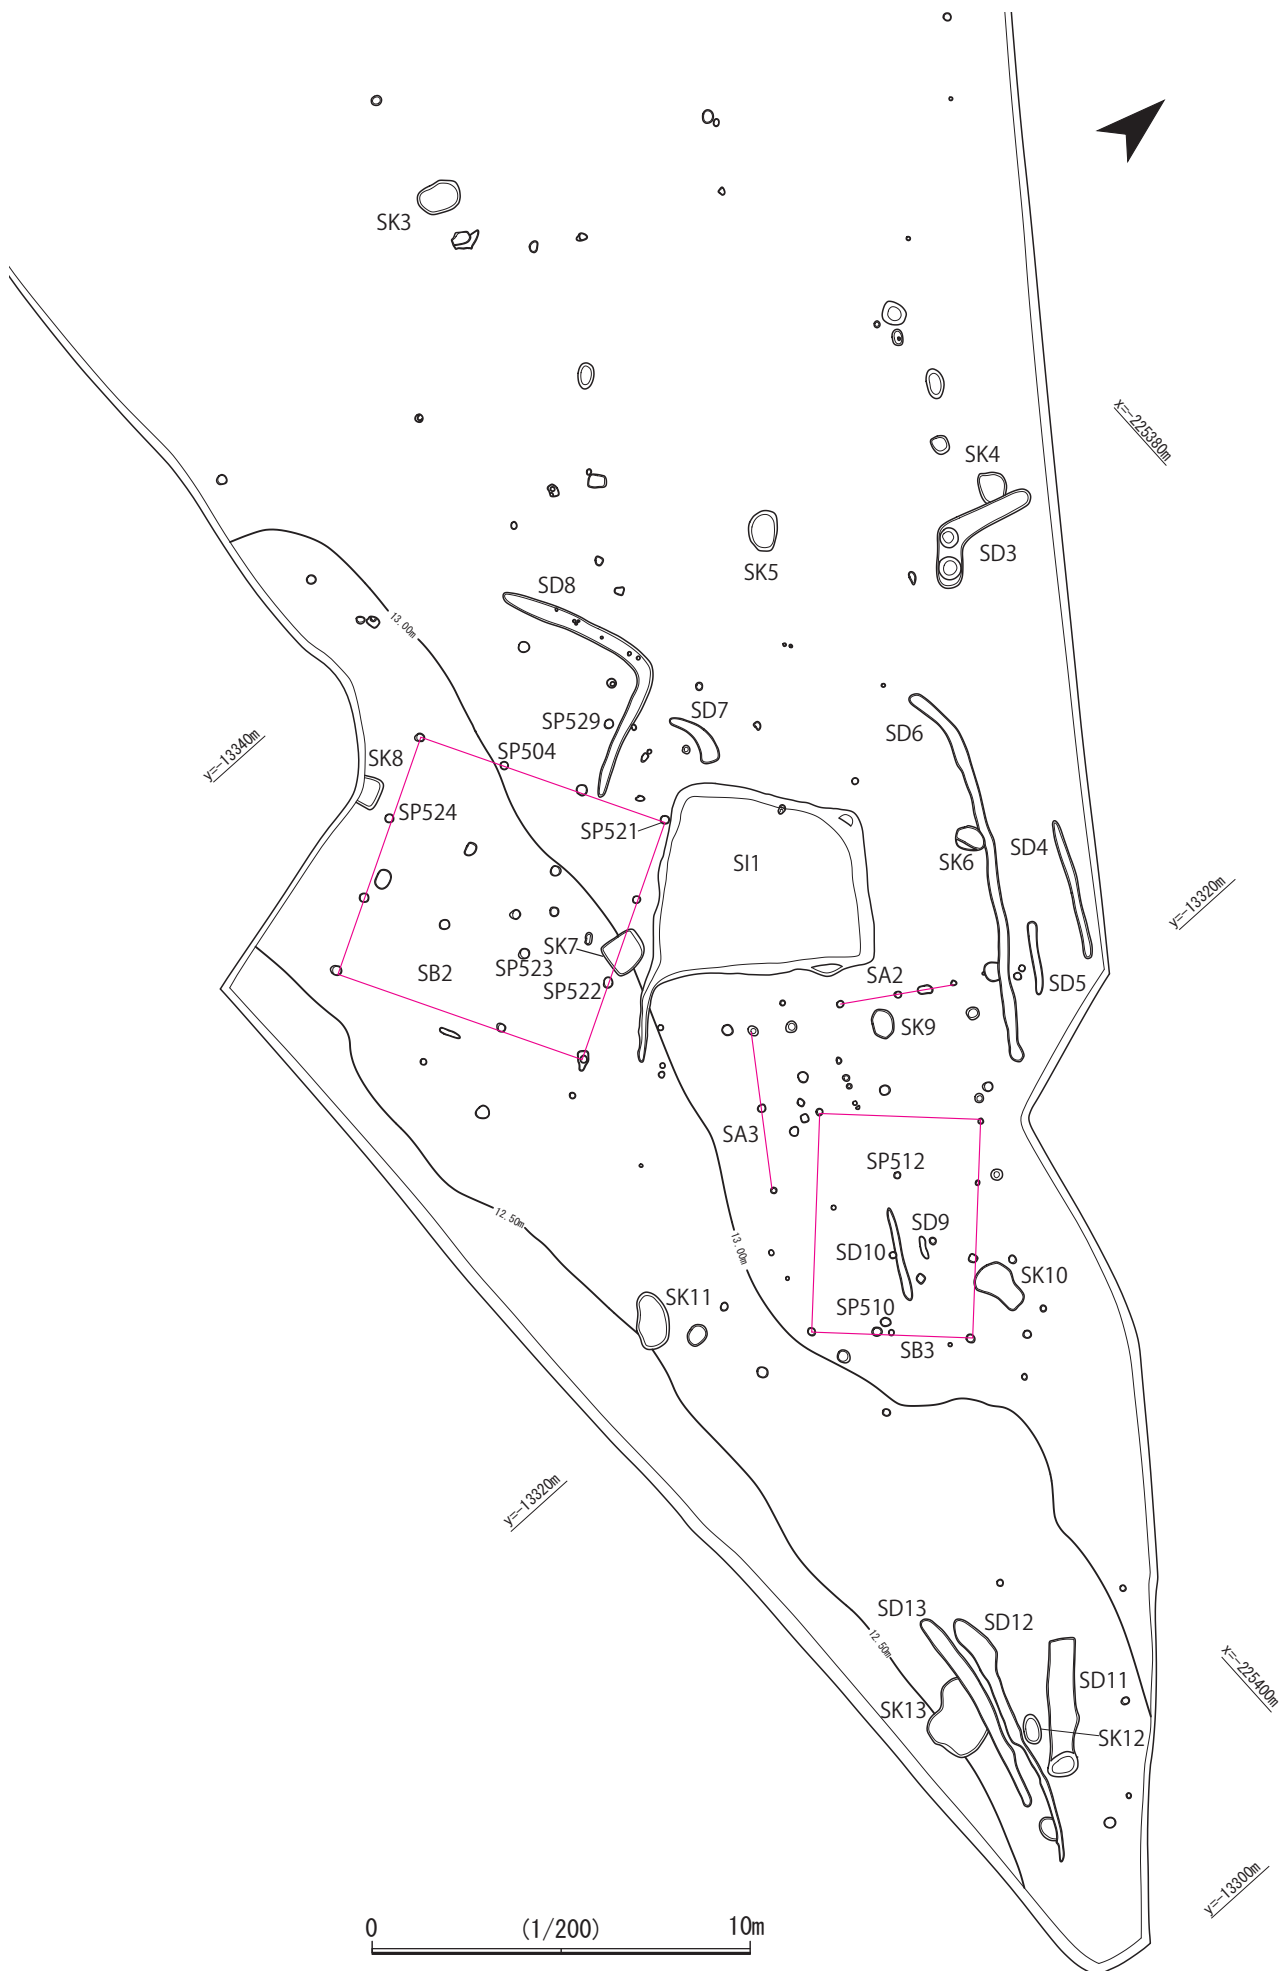 SK3
x=-225380m
SK4
SD3
SK5
SD8
13.00m
SD7
SP529
SD6
y=-13340m
SK8
SP504
SP524
SP521
SI1
SK6
SD4
y=-13320m
SK7
SP523
SB2
SP522
SA2
SD5
SK9
SA3
SP512
12.50m
13.00m
SD9
SD10
SK10
SK11
SP510
SB3
y=-13320m
SD13
SD12
12.50m
x=-225400m
SD11
SK13
SK12
y=-13300m
0 (1/200) 10m